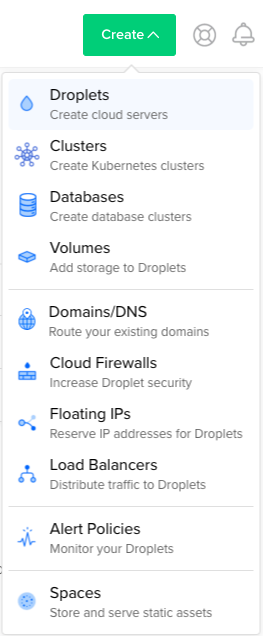 Create
Droplets
Create cloud servers
Clusters
Create Kubernetes clusters
Databases
Create database clusters
Volumes
Add storage to Droplets
Domains/DNS
Route your existing domains
Cloud Firewalls
Increase Droplet security
Floating IPs
Reserve IP addresses for Droplets
Load Balancers
Distribute traffic to Droplets
Alert Policies
Monitor your Droplets
Spaces
Store and serve static assets